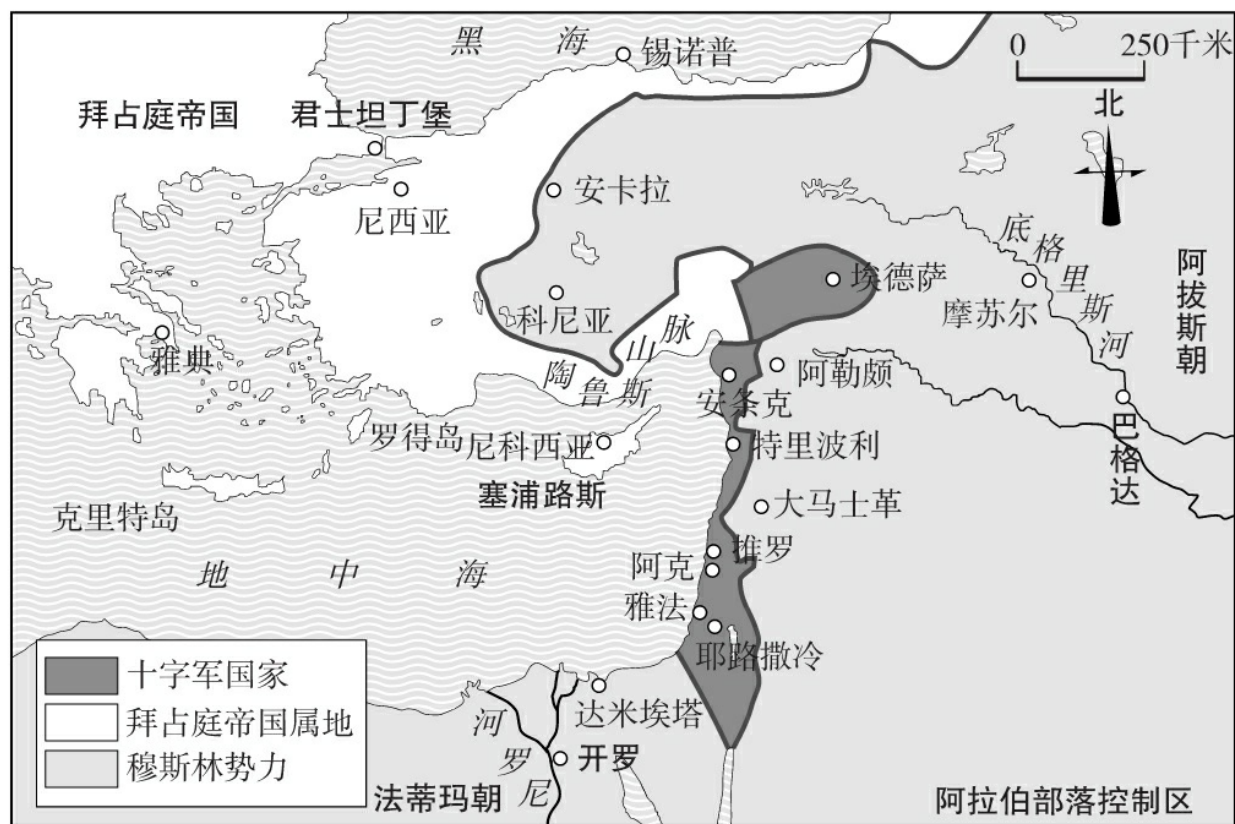 黑海
锡诺普
0 250千米
北
拜占庭帝国
君士坦丁堡
尼西亚
安卡拉
科尼亚
埃德萨
底格里斯河
摩苏尔
阿拔斯朝
雅典
陶鲁斯山脉
安条克
阿勒颇
巴格达
罗得岛
尼科西亚
特里波利
塞浦路斯
克里特岛
大马士革
地中海
推罗
阿克
雅法
耶路撒冷
十字军国家
拜占庭帝国属地
穆斯林势力
达米埃塔
河罗尼
开罗
法蒂玛朝
阿拉伯部落控制区